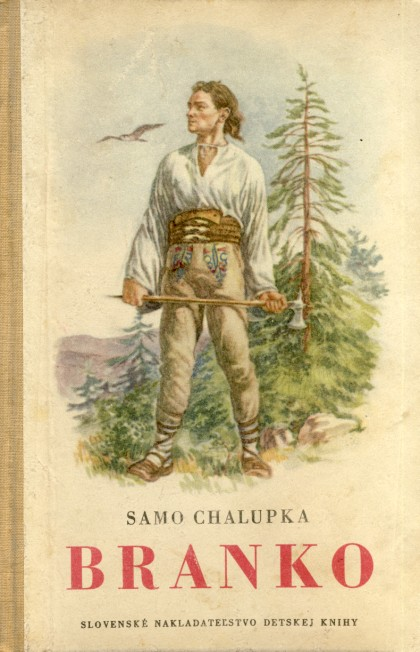 SAMO CHALUPKA
BRANKO
SLOVENSKÉ NAKLADATEĽSTVO DETSKEJ KNIHY